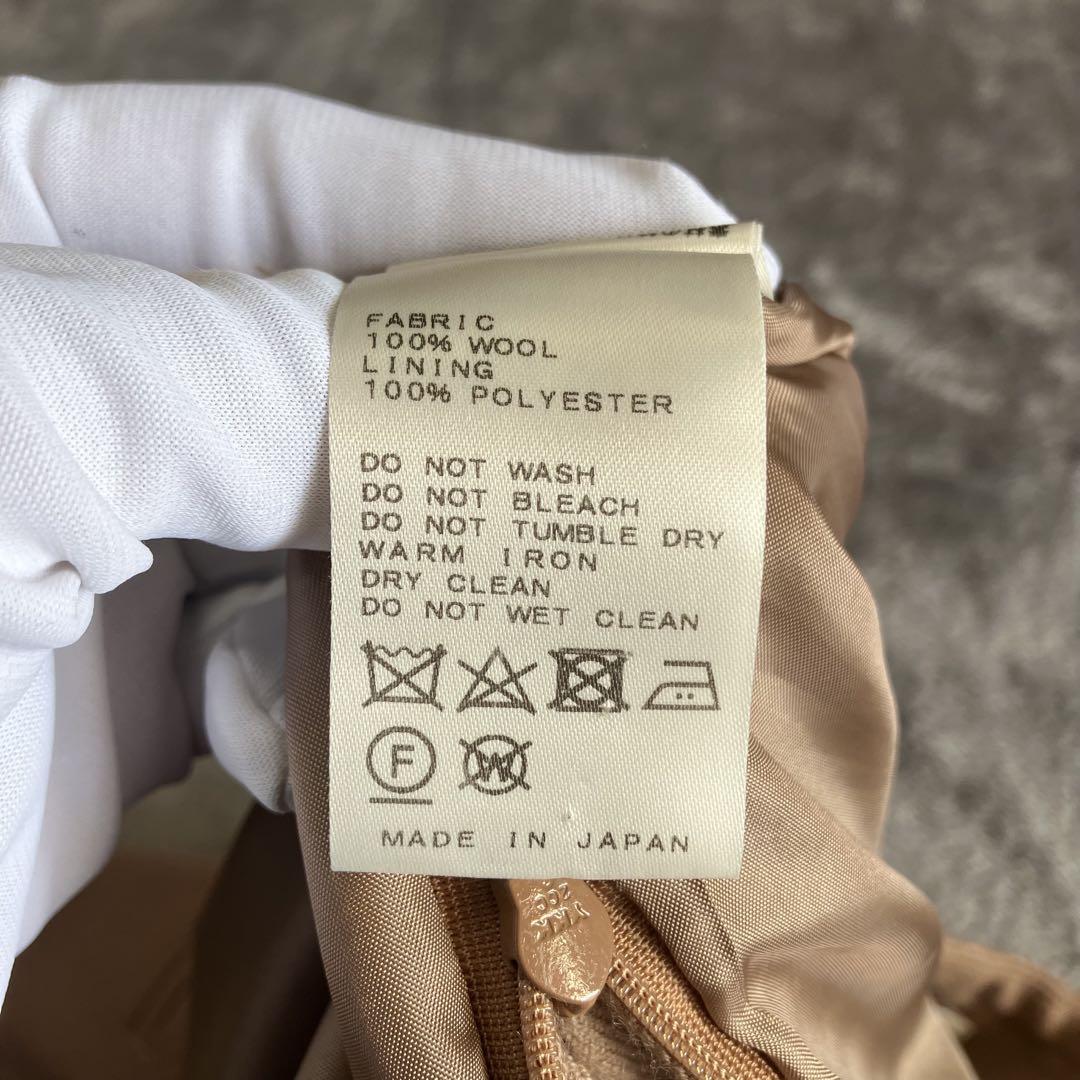 FABRIC
100% WOOL
LINING
100% POLYESTER
DO NOT WASH
DO NOT BLEACH
DO NOT TUMBLE DRY
WARM IRON
DRY CLEAN
DO NOT WET CLEAN
F
W
MADE IN JAPAN
YKK